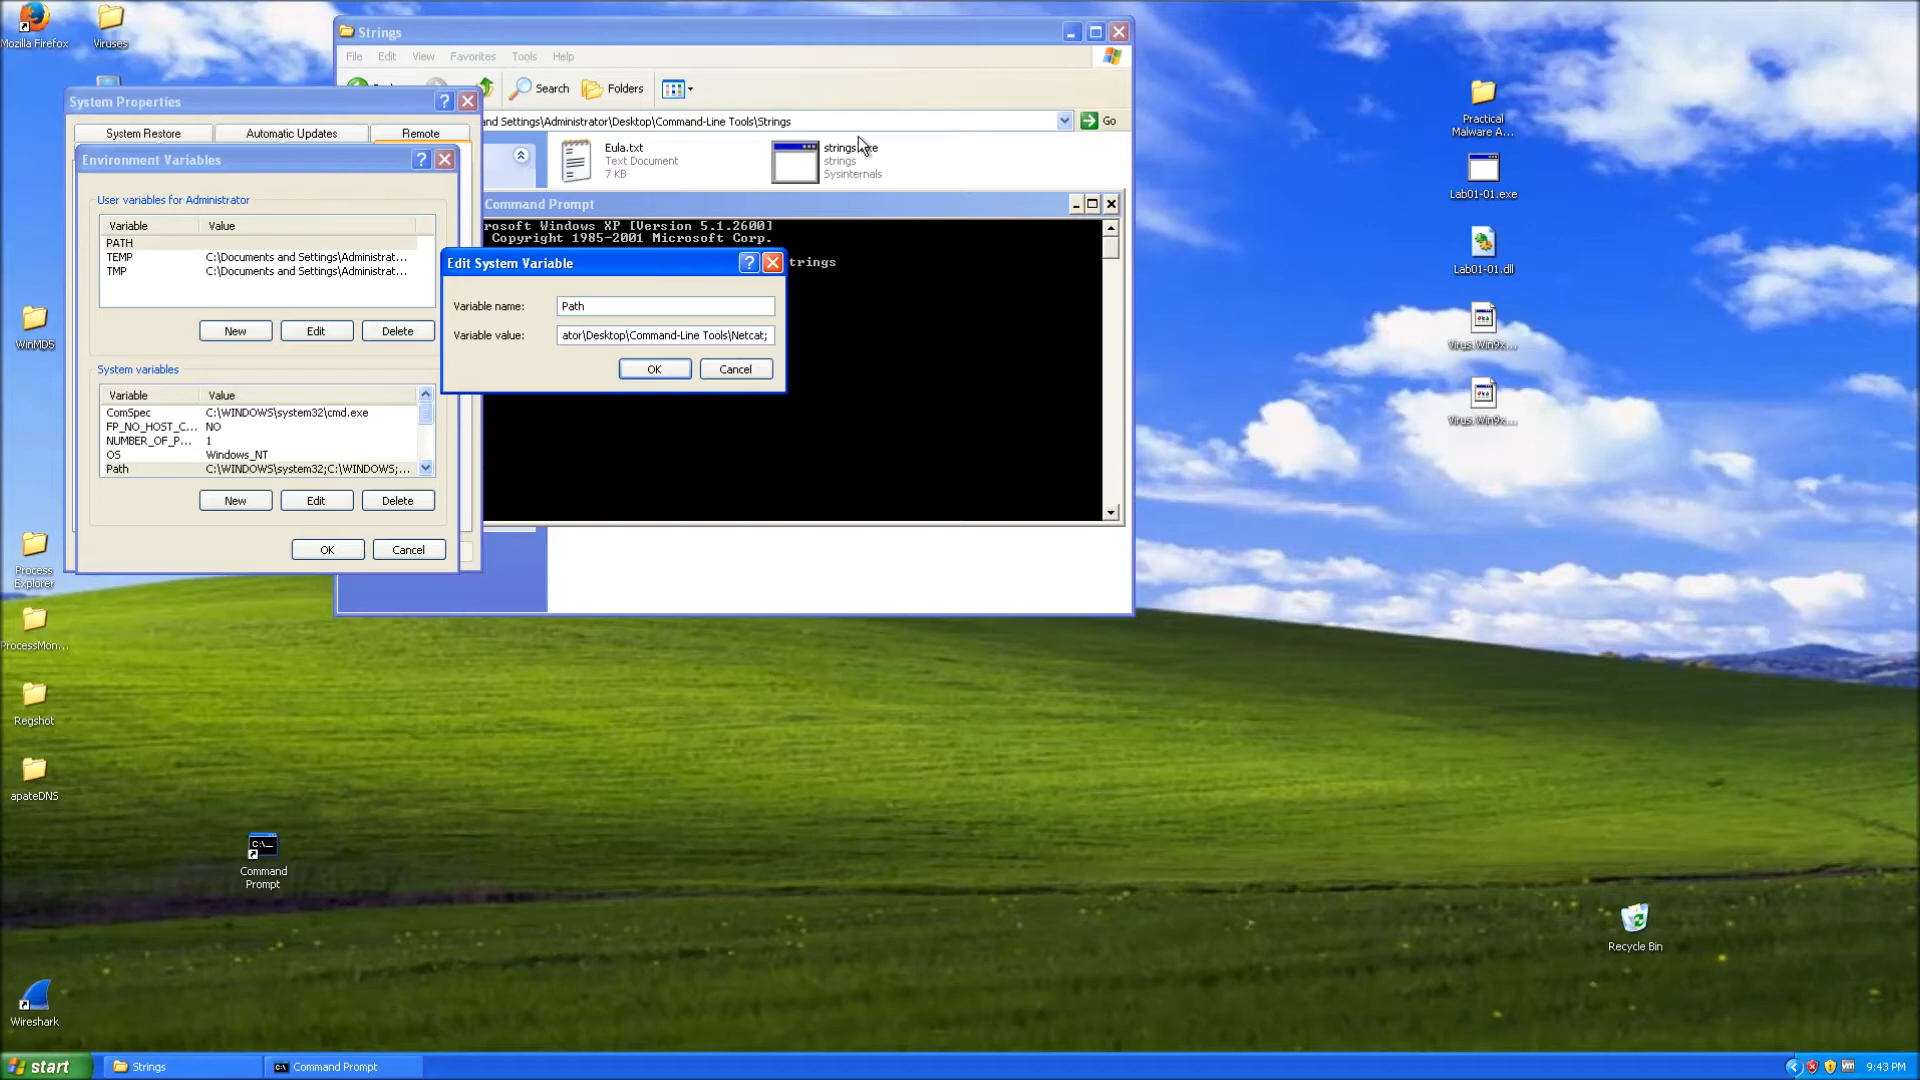 Mozilla Firefox
Viruses
WinMD5
Process
Explorer
ProcessMon...
Regshot
apateDNS
Command
Prompt
Wireshark
Strings
File Edit View Favorites Tools Help
Search Folders
and Settings\Administrator\Desktop\Command-Line Tools\Strings Go
Eula.txt
Text Document
7 KB
strings
Sysinternals
System Properties
System Restore Automatic Updates Remote
Environment Variables
User variables for Administrator
Variable Value
PATH
TEMP C:\Documents and Settings\Administrat...
TMP C:\Documents and Settings\Administrat...
New Edit Delete
System variables
Variable Value
ComSpec C:\WINDOWS\system32\cmd.exe
FP_NO_HOST_C... NO
NUMBER_OF_P... 1
OS Windows_NT
Path C:\WINDOWS\system32;C:\WINDOWS;...
New Edit Delete
OK Cancel
Command Prompt
rosoft Windows XP [Version 5.1.2600]
Copyright 1985-2001 Microsoft Corp.
trings
Edit System Variable
Variable name: Path
Variable value: ator\Desktop\Command-Line Tools\Netcat;
OK Cancel
Practical
Malware A...
Lab01-01.exe
Lab01-01.dll
Virus.Win9x...
Virus.Win9x...
Recycle Bin
start Strings Command Prompt 9:43 PM